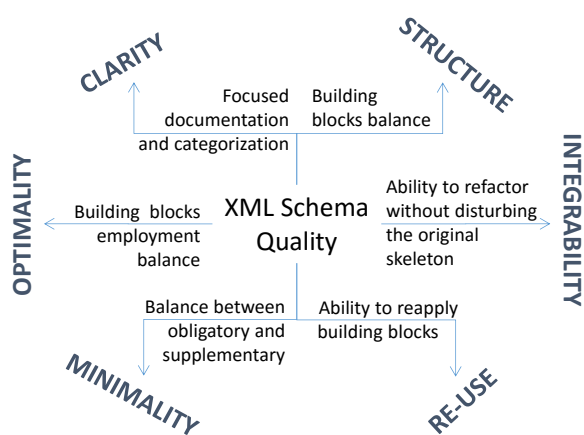 CLARITY
STRUCTURE
Focused
documentation
and categorization
Building
blocks balance
OPTIMALITY
Building blocks
employment
balance
XML Schema
Quality
Ability to refactor
without disturbing
the original
skeleton
INTEGRABILITY
Balance between
obligatory and
supplementary
Ability to reapply
building blocks
MINIMALITY
RE-USE